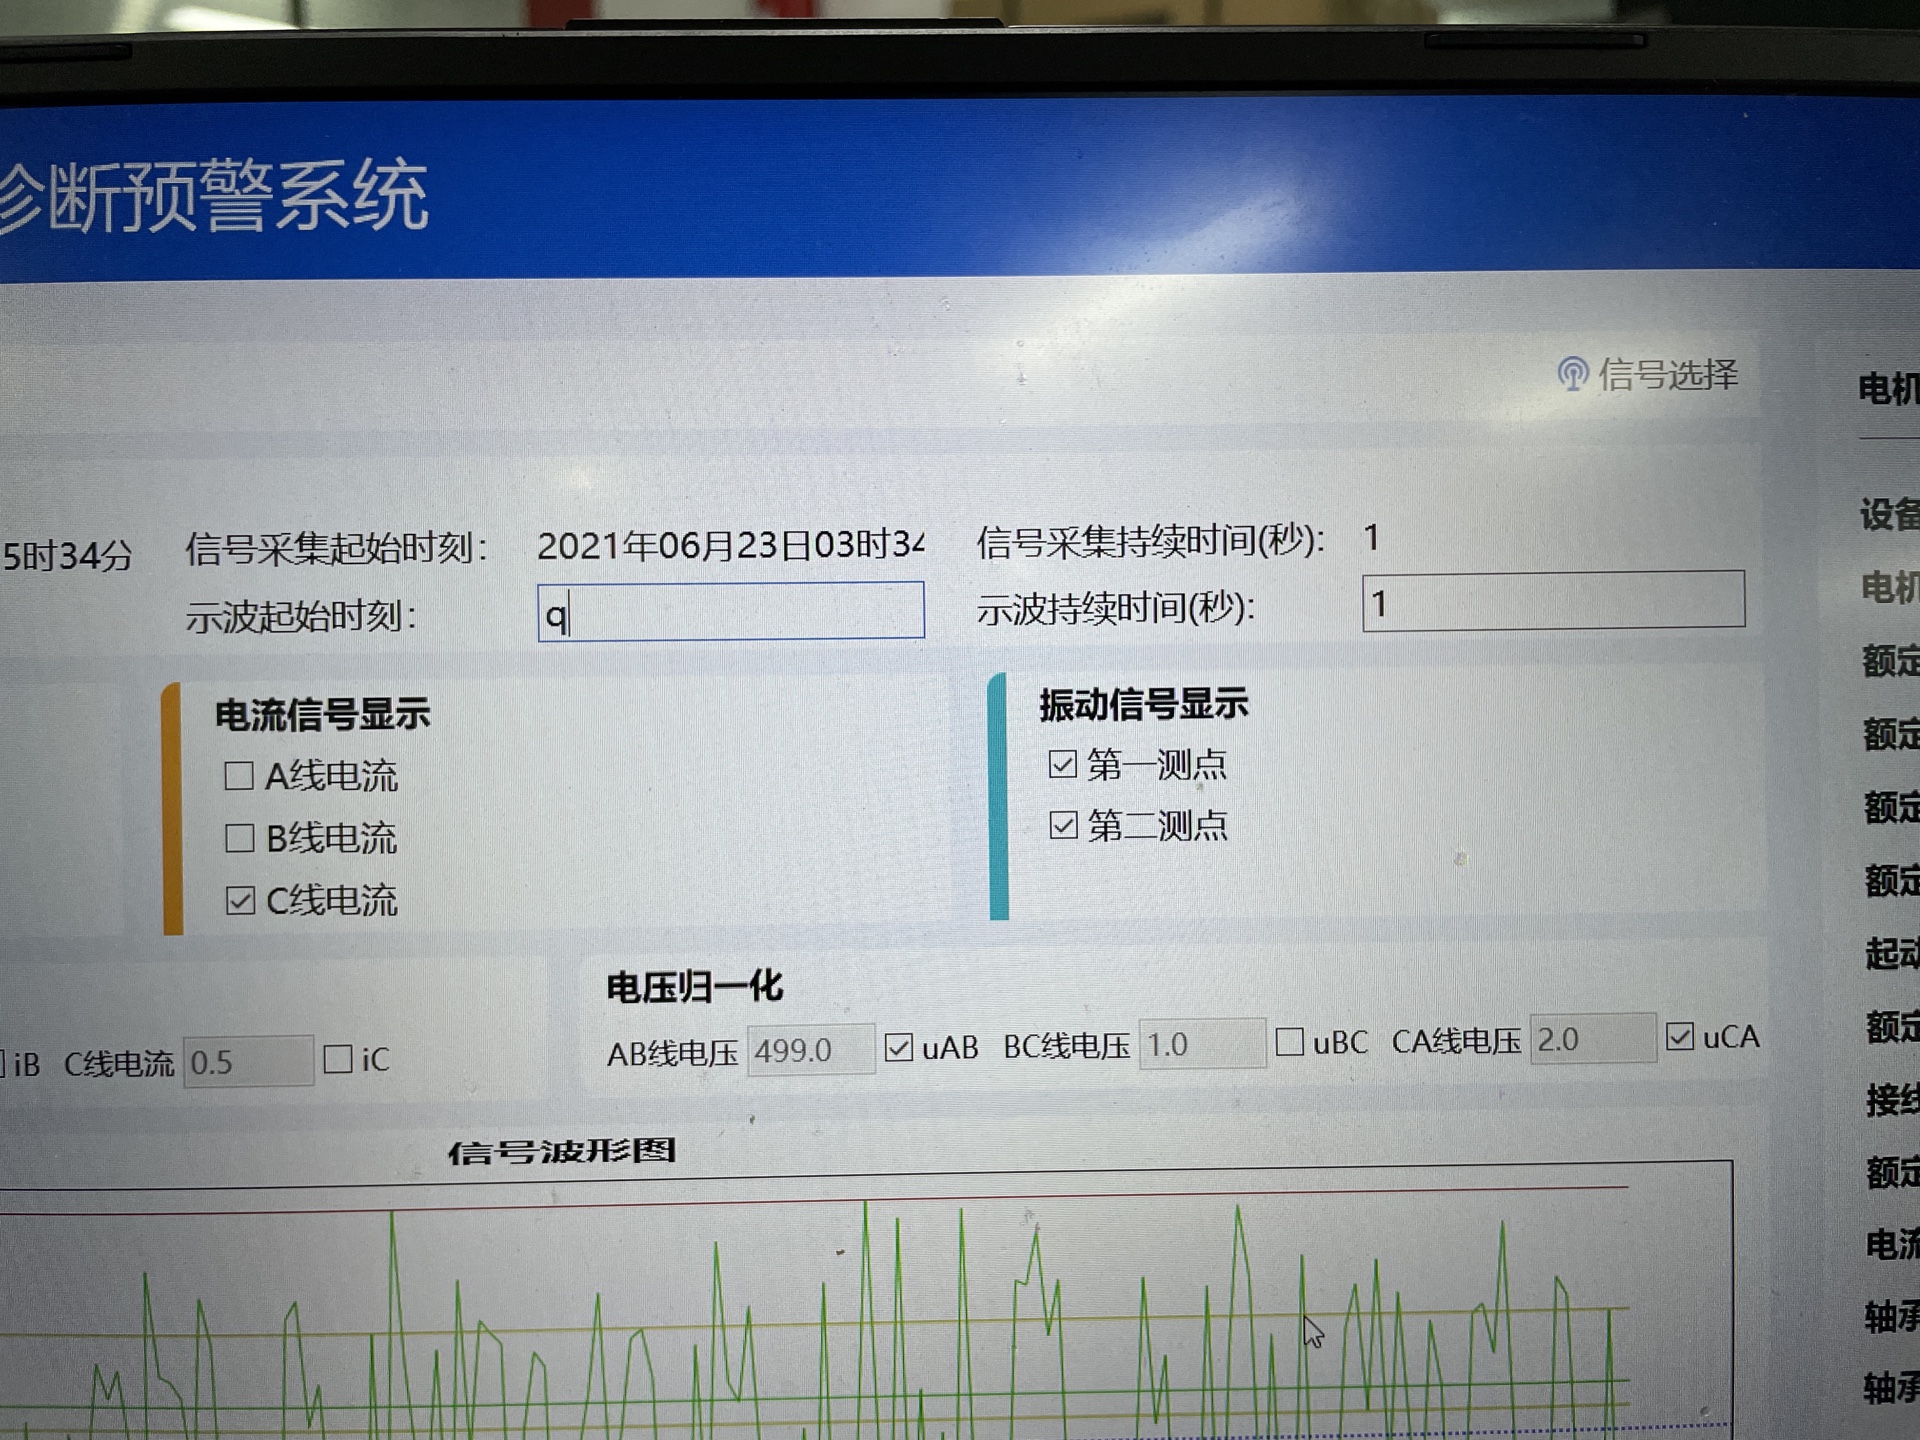 诊断预警系统
信号选择
5时34分 信号采集起始时刻: 2021年06月23日03时34 信号采集持续时间(秒): 1
示波起始时刻: q 示波持续时间(秒): 1
电流信号显示
A线电流
B线电流
C线电流
振动信号显示
第一测点
第二测点
iB C线电流 0.5 iC
电压归一化
AB线电压 499.0 uAB BC线电压 1.0 uBC CA线电压 2.0 uCA
信号波形图
电机
设备
电机
额定
额定
额定
额定
起动
额定
接线
额定
电流
轴承
轴承